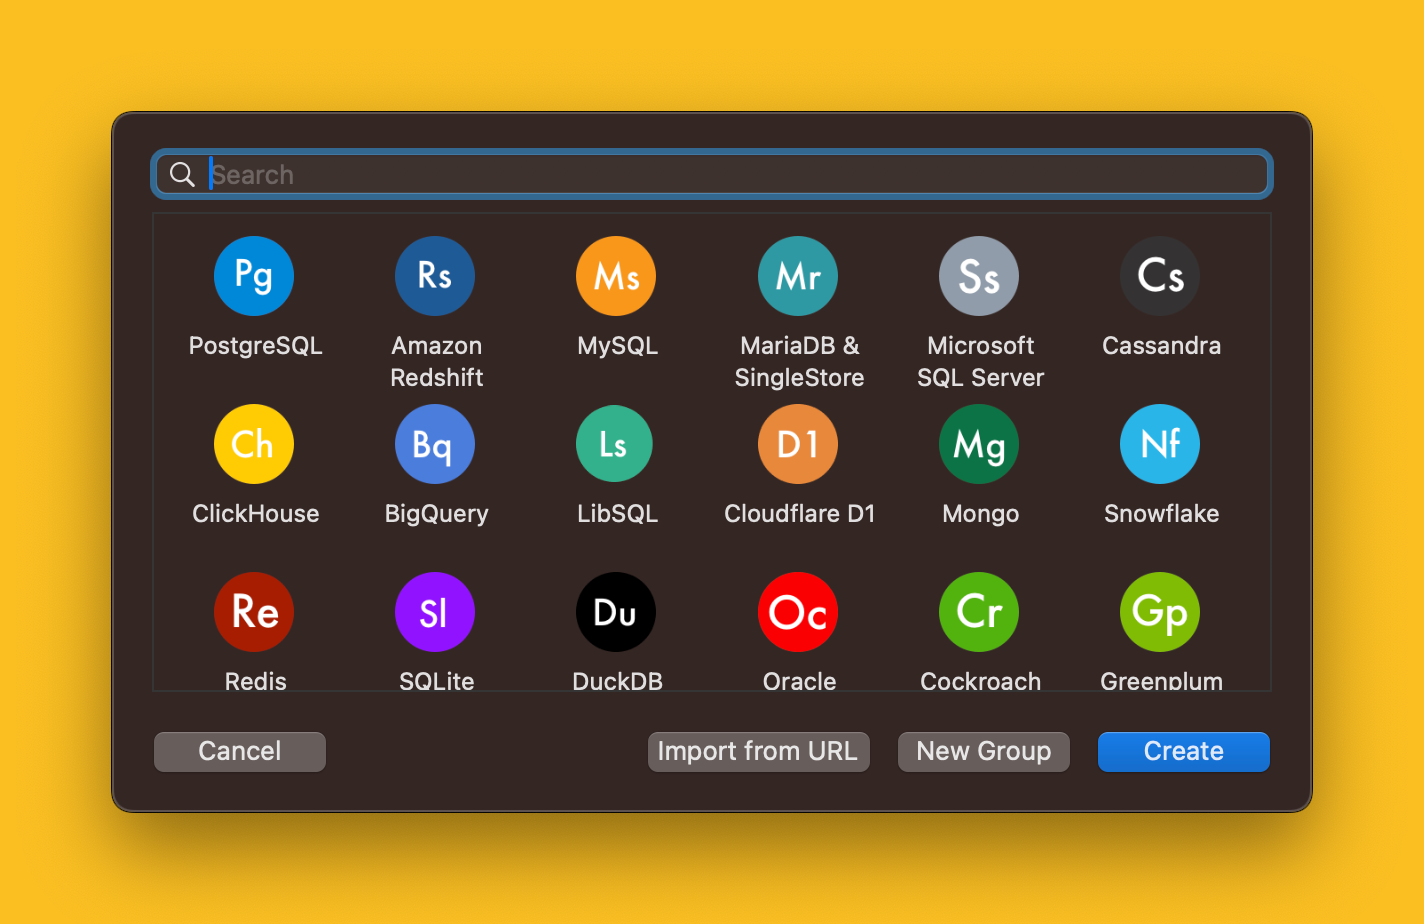 Search
Pg
Rs
Ms
Mr
Ss
Cs
PostgreSQL
Amazon
Redshift
MySQL
MariaDB &
SingleStore
Microsoft
SQL Server
Cassandra
Ch
Bq
Ls
D1
Mg
Nf
ClickHouse
BigQuery
LibSQL
Cloudflare D1
Mongo
Snowflake
Re
Sl
Du
Oc
Cr
Gp
Redis
SQLite
DuckDB
Oracle
Cockroach
Greenplum
Cancel
Import from URL
New Group
Create